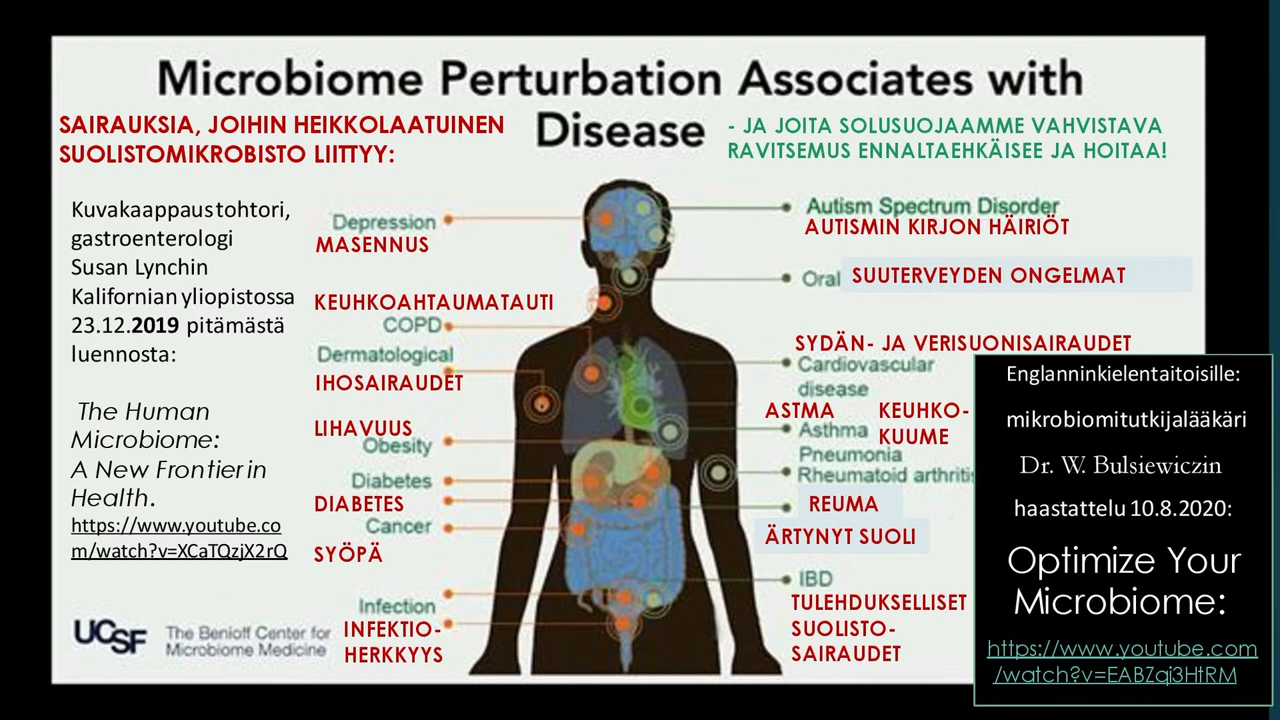 Microbiome Perturbation Associates with
Disease
SAIRAUKSIA, JOIHIN HEIKKOLAATUINEN
SUOLISTOMIKROBISTO LIITTYY:
- JA JOITA SOLUSUOJAAMME VAHVISTAVA
RAVITSEMUS ENNALTAEHKÄISEE JA HOITAA!
Kuvakaappaus tohtori,
gastroenterologi
Susan Lynchin
Kalifornian yliopistossa
23.12.2019 pitämästä
luennosta:
The Human
Microbiome:
A New Frontier in
Health.
https://www.youtube.co
m/watch?v=XCaTQzjX2rQ
UCSF
The Benioff Center for
Microbiome Medicine
Depression
MASENNUS
KEUHKOAHTAUMATAUTI
COPD
Dermatological
IHOSAIRAUDET
LIHAVUUS
Obesity
Diabetes
DIABETES
Cancer
SYÖPÄ
Infection
INFEKTIO-
HERKKYYS
Autism Spectrum Disorder
AUTISMIN KIRJON HÄIRIÖT
Oral SUUTERVEYDEN ONGELMAT
SYDÄN- JA VERISUONISAIRAUDET
Cardiovascular
disease
ASTMA
Asthma
KEUHKO-
KUUME
Pneumonia
Rheumatoid arthritis
REUMA
ÄRTYNYT SUOLI
IBD
TULEHDUKSELLISET
SUOLISTO-
SAIRAUDET
Englanninkielentaitoisille:
mikrobiomitutkijalääkäri
Dr. W. Bulsiewiczin
haastattelu 10.8.2020:
Optimize Your
Microbiome:
https://www.youtube.com
/watch?v=EABZqi3HtRM